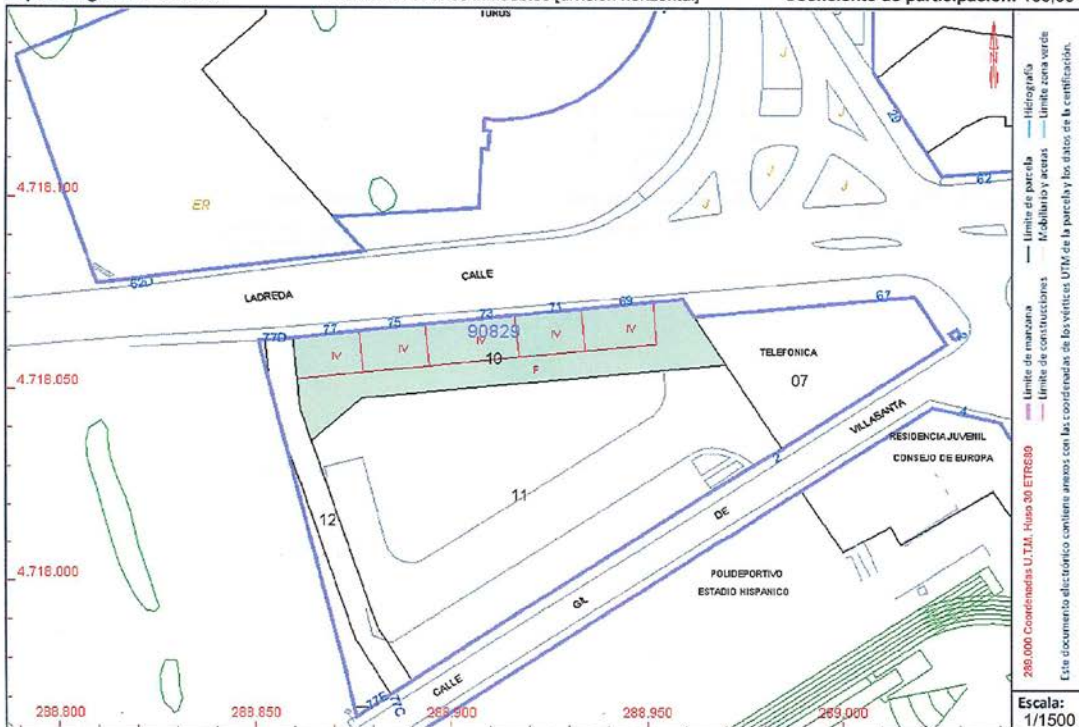 [división horizontal]
Coeficiente de participación: 100,00
TURUS
4.718.100
ER
J
J
J
J
J
62
62D
LADREDA
CALLE
77D
77
75
73
71
69
67
90829
IV
IV
IV
IV
IV
10
P
TELEFONICA
07
4.718.050
VILLASANTA
4
RESIDENCIA JUVENIL
CONSEJO DE EUROPA
2
11
12
DE
4.718.000
POLIDEPORTIVO
ESTADIO HISPANICO
GIL
CALLE
77E
77C
288.800
288.850
288.900
288.950
289.000
Límite de manzana
Límite de parcela
Hidrografía
Límite de construcciones
Mobiliario y aceras
Límite zona verde
289.000 Coordenadas U.T.M. Huso 30 ETRS89
Este documento electrónico contiene anexos con las coordenadas de los vértices UTM de la parcela y los datos de la certificación.
Escala:
1/1500